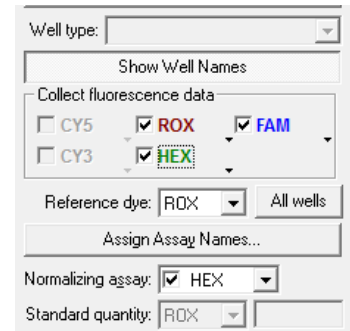 Well type:
Show Well Names
Collect fluorescence data
CY5 ROX FAM
CY3 HEX
Reference dye: ROX All wells
Assign Assay Names...
Normalizing assay: HEX
Standard quantity: ROX